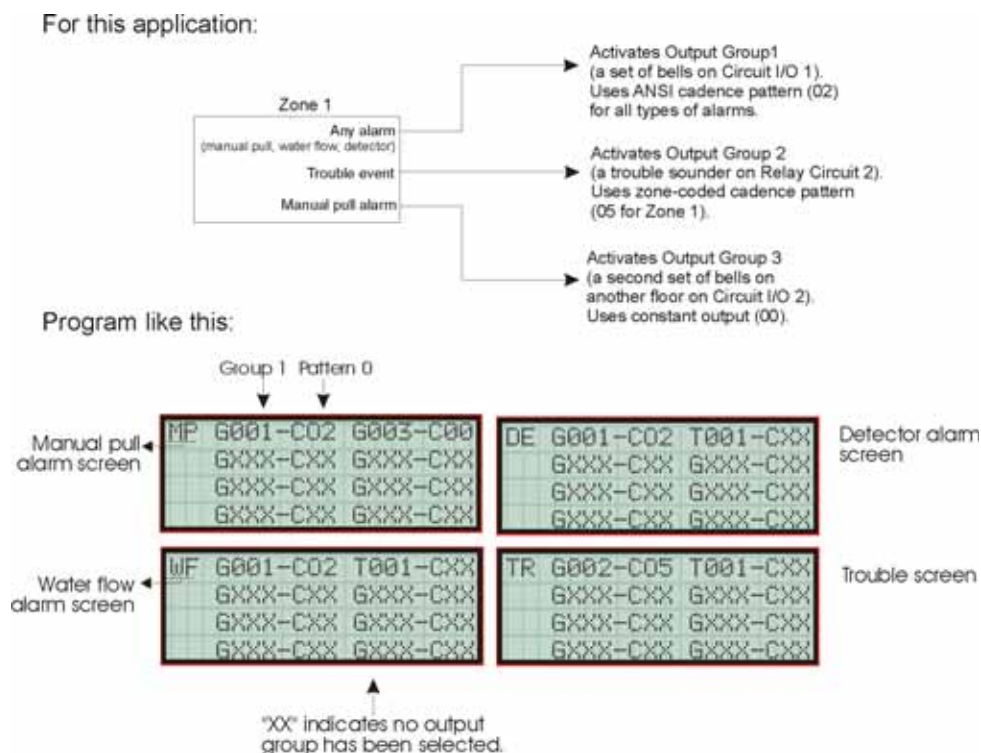 For this application:
Zone 1
Any alarm
(manual pull, water flow, detector)
Trouble event
Manual pull alarm
Activates Output Group1
(a set of bells on Circuit I/O 1).
Uses ANSI cadence pattern (02)
for all types of alarms.
Activates Output Group 2
(a trouble sounder on Relay Circuit 2).
Uses zone-coded cadence pattern
(05 for Zone 1).
Activates Output Group 3
(a second set of bells on
another floor on Circuit I/O 2).
Uses constant output (00).
Program like this:
Group 1 Pattern 0
Manual pull
alarm screen
MP G001-C02 G003-C00
GXXX-CXX GXXX-CXX
GXXX-CXX GXXX-CXX
GXXX-CXX GXXX-CXX
DE G001-C02 T001-CXX
GXXX-CXX GXXX-CXX
GXXX-CXX GXXX-CXX
GXXX-CXX GXXX-CXX
Detector alarm
screen
Water flow
alarm screen
WF G001-C02 T001-CXX
GXXX-CXX GXXX-CXX
GXXX-CXX GXXX-CXX
GXXX-CXX GXXX-CXX
TR G002-C05 T001-CXX
GXXX-CXX GXXX-CXX
GXXX-CXX GXXX-CXX
GXXX-CXX GXXX-CXX
Trouble screen
"XX" indicates no output
group has been selected.